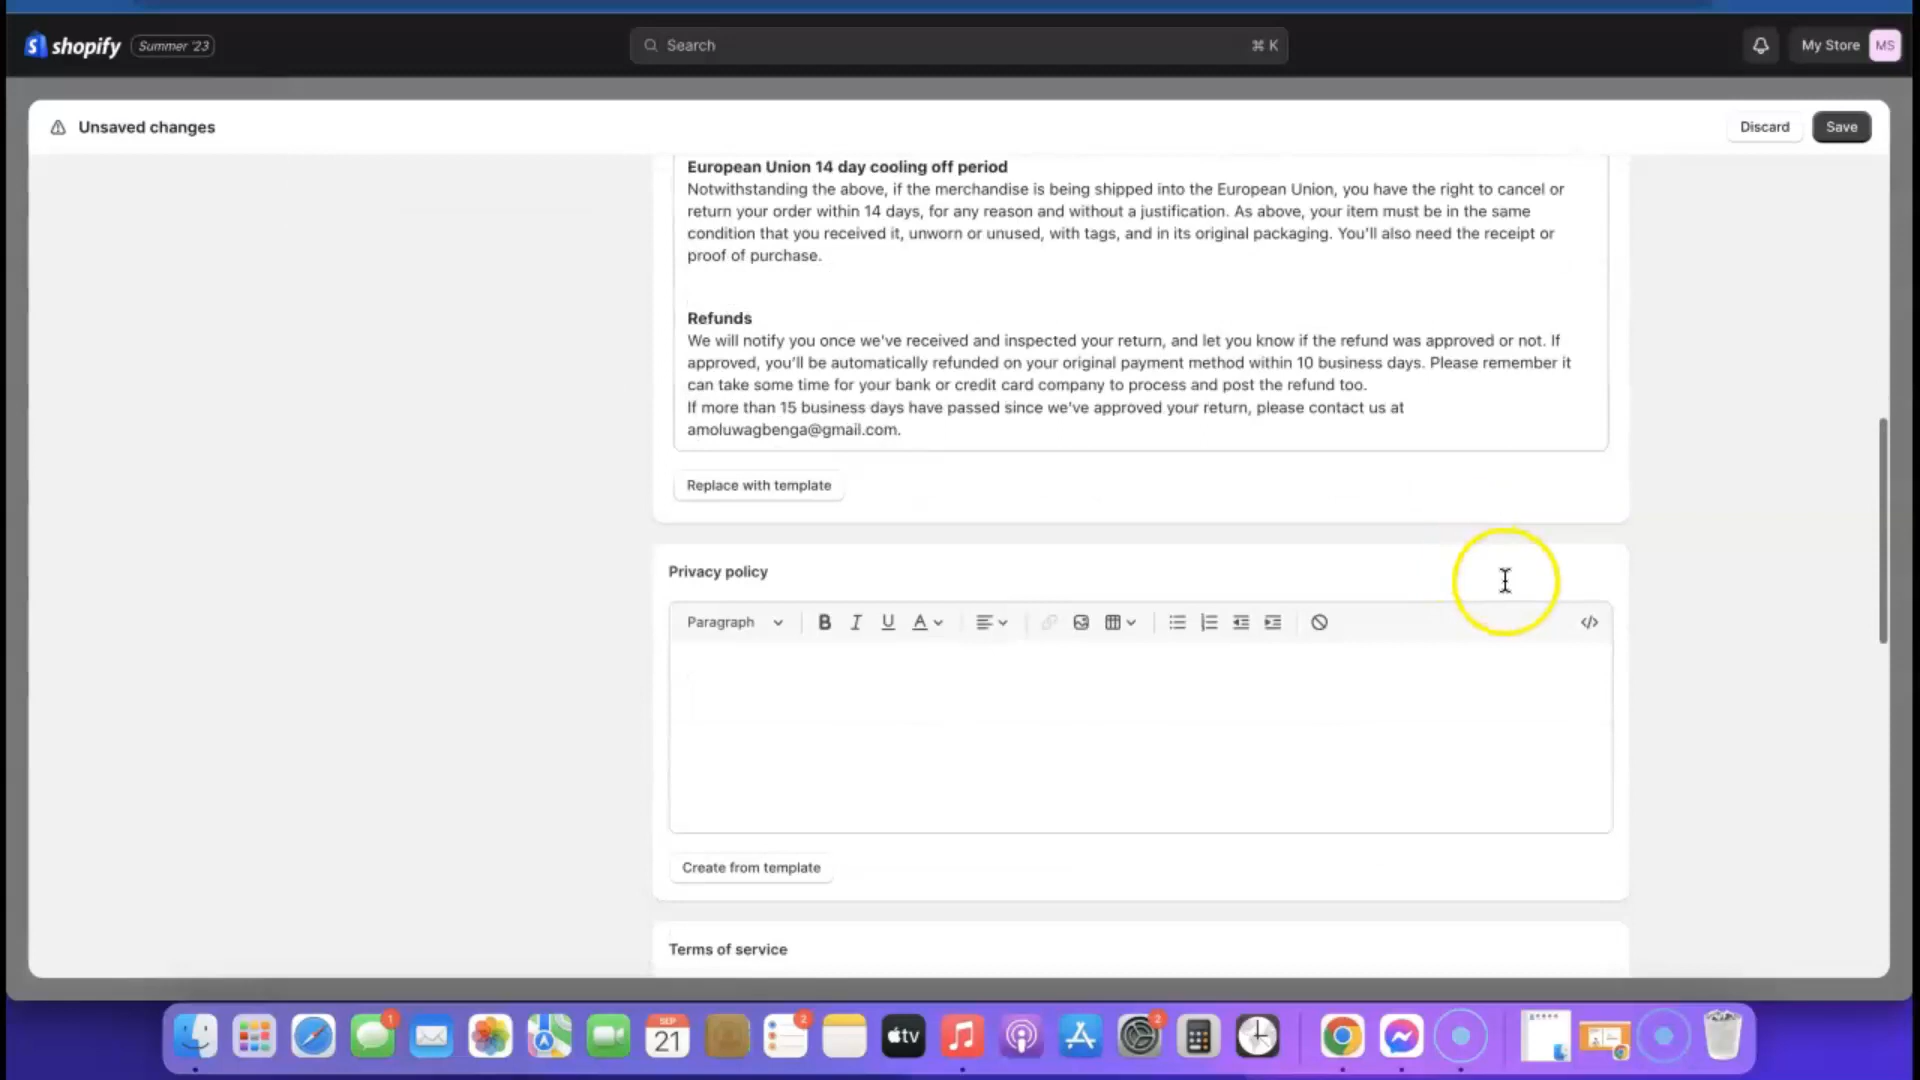 shopify
Summer '23
Search
⌘ K
My Store
MS
Unsaved changes
Discard
Save
European Union 14 day cooling off period
Notwithstanding the above, if the merchandise is being shipped into the European Union, you have the right to cancel or
return your order within 14 days, for any reason and without a justification. As above, your item must be in the same
condition that you received it, unworn or unused, with tags, and in its original packaging. You'll also need the receipt or
proof of purchase.
Refunds
We will notify you once we've received and inspected your return, and let you know if the refund was approved or not. If
approved, you'll be automatically refunded on your original payment method within 10 business days. Please remember it
can take some time for your bank or credit card company to process and post the refund too.
If more than 15 business days have passed since we've approved your return, please contact us at
amoluwagbenga@gmail.com.
Replace with template
Privacy policy
Paragraph
B I U A
</>
Create from template
Terms of service
1
SEP
21
2
tv
2